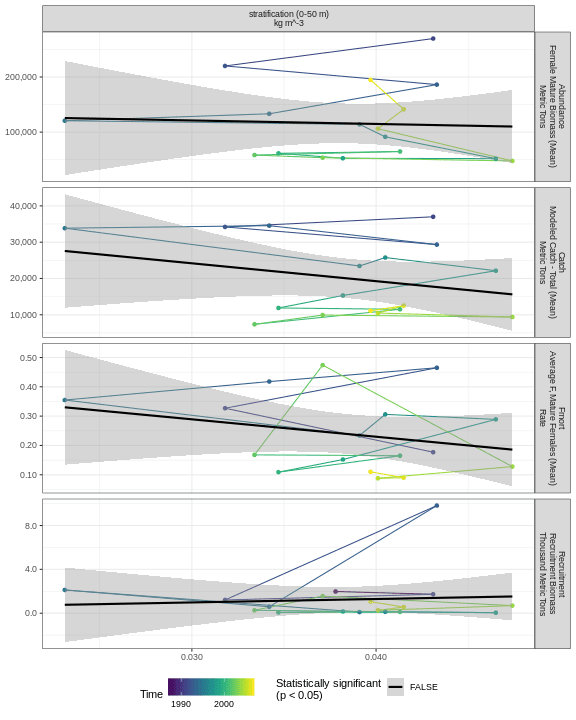 stratification (0-50 m)
kg m^-3
200,000
100,000
Abundance
Female Mature Biomass (Mean)
Metric Tons
40,000
30,000
20,000
10,000
Catch
Modeled Catch - Total (Mean)
Metric Tons
0.50
0.40
0.30
0.20
0.10
Fmort
Average F, Mature Females (Mean)
Rate
8.0
4.0
0.0
Recruitment
Recruitment Biomass
Thousand Metric Tons
0.030
0.040
Time
1990
2000
Statistically significant
(p < 0.05)
FALSE